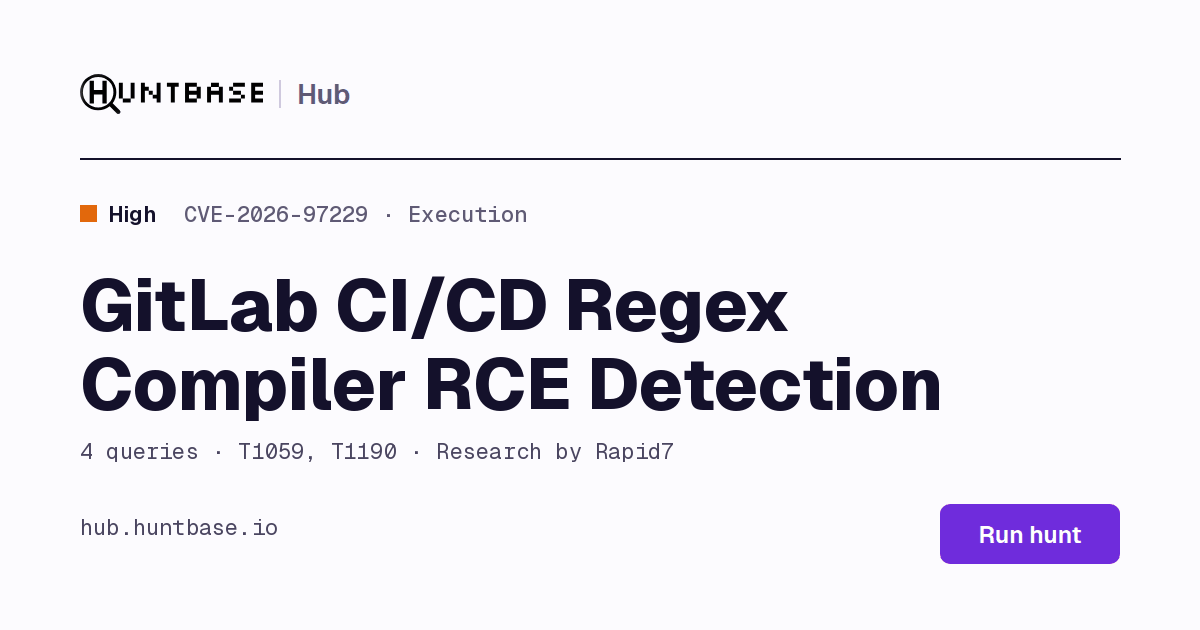 HUNTBASE | Hub
High CVE-2026-97229 · Execution
GitLab CI/CD Regex
Compiler RCE Detection
4 queries · T1059, T1190 · Research by Rapid7
hub.huntbase.io
Run hunt